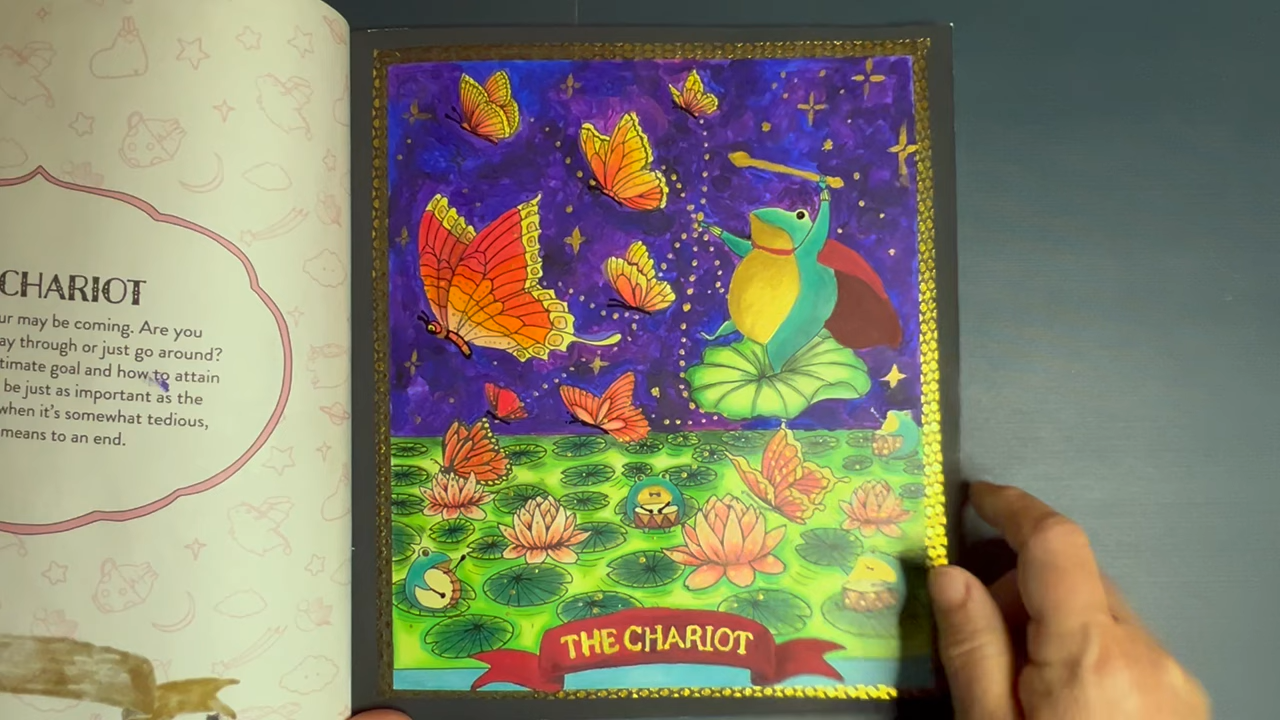 CHARIOT
ur may be coming. Are you
ay through or just go around?
timate goal and how to attain
be just as important as the
when it's somewhat tedious,
means to an end.
THE CHARIOT